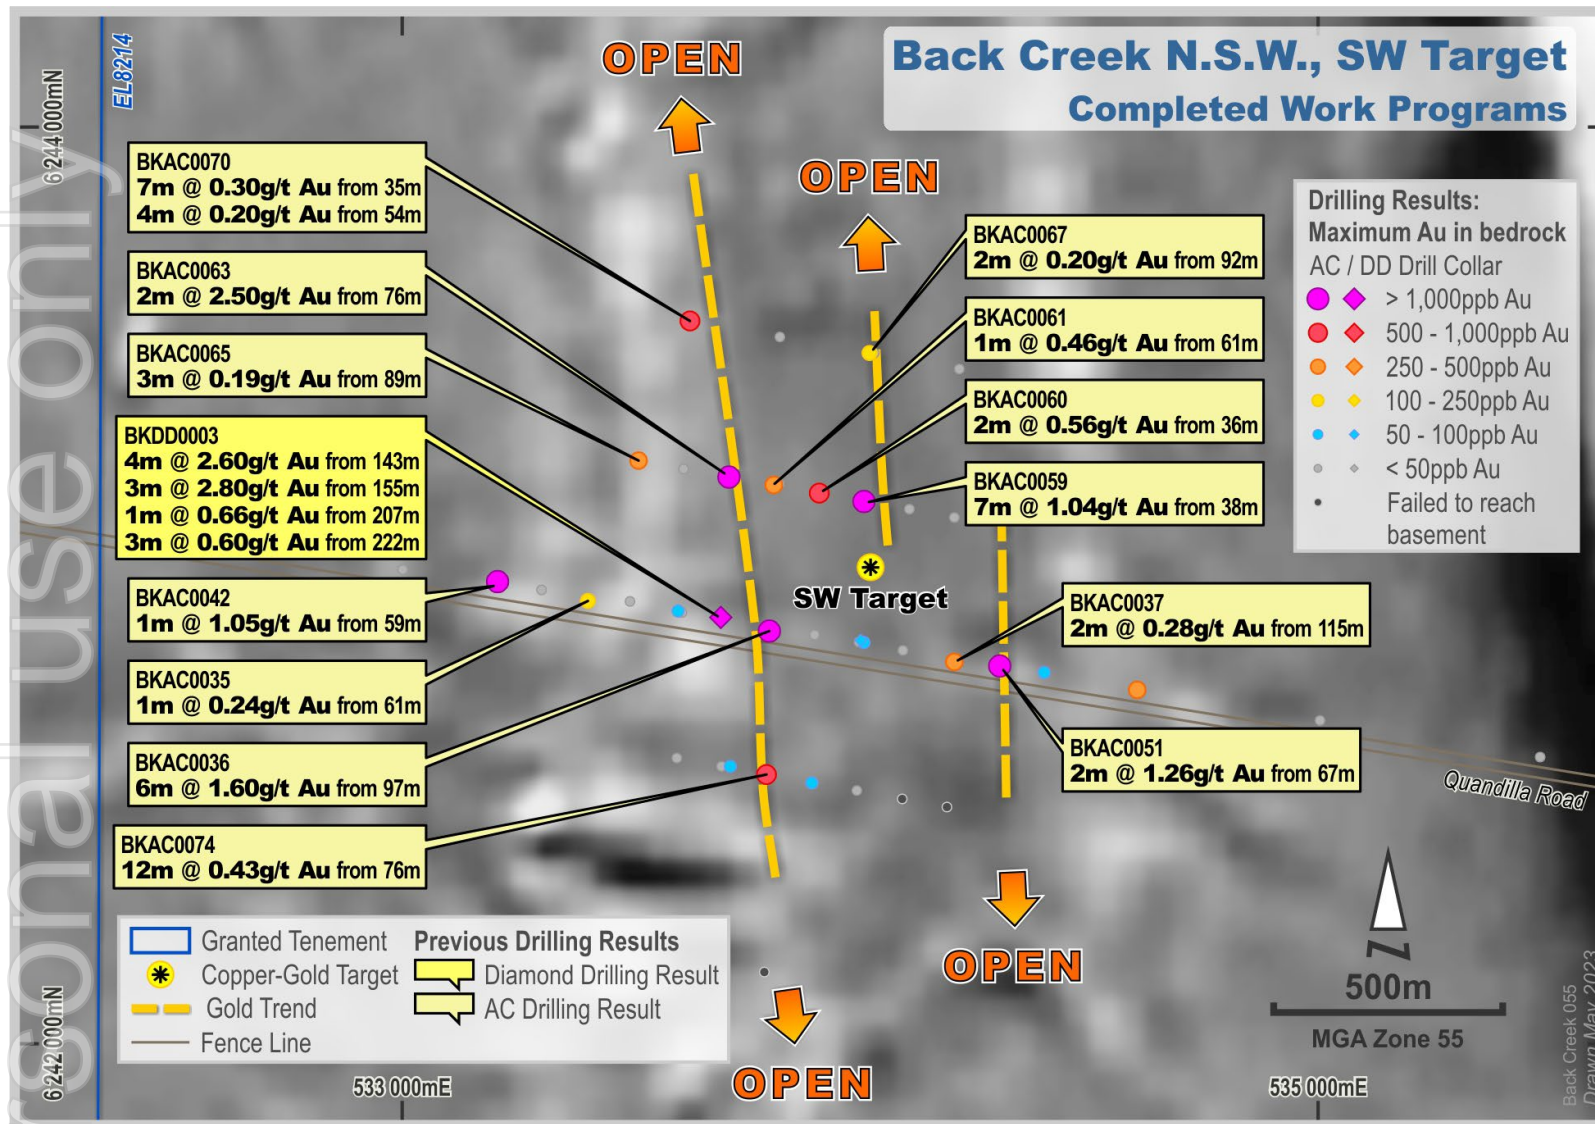 Back Creek N.S.W., SW Target
Completed Work Programs
EL8214
OPEN
OPEN
6 244 000mN
BKAC0070
7m @ 0.30g/t Au from 35m
4m @ 0.20g/t Au from 54m
BKAC0063
2m @ 2.50g/t Au from 76m
BKAC0065
3m @ 0.19g/t Au from 89m
BKDD0003
4m @ 2.60g/t Au from 143m
3m @ 2.80g/t Au from 155m
1m @ 0.66g/t Au from 207m
3m @ 0.60g/t Au from 222m
BKAC0042
1m @ 1.05g/t Au from 59m
BKAC0035
1m @ 0.24g/t Au from 61m
BKAC0036
6m @ 1.60g/t Au from 97m
BKAC0074
12m @ 0.43g/t Au from 76m
BKAC0067
2m @ 0.20g/t Au from 92m
BKAC0061
1m @ 0.46g/t Au from 61m
BKAC0060
2m @ 0.56g/t Au from 36m
BKAC0059
7m @ 1.04g/t Au from 38m
SW Target
BKAC0037
2m @ 0.28g/t Au from 115m
BKAC0051
2m @ 1.26g/t Au from 67m
Drilling Results:
Maximum Au in bedrock
AC / DD Drill Collar
> 1,000ppb Au
500 - 1,000ppb Au
250 - 500ppb Au
100 - 250ppb Au
50 - 100ppb Au
< 50ppb Au
Failed to reach
basement
Quandilla Road
OPEN
OPEN
Granted Tenement
Copper-Gold Target
Gold Trend
Fence Line
Previous Drilling Results
Diamond Drilling Result
AC Drilling Result
Z
500m
MGA Zone 55
6 242 000mN
533 000mE
535 000mE
Back Creek 055
Drawn May 2023
rsonal use only